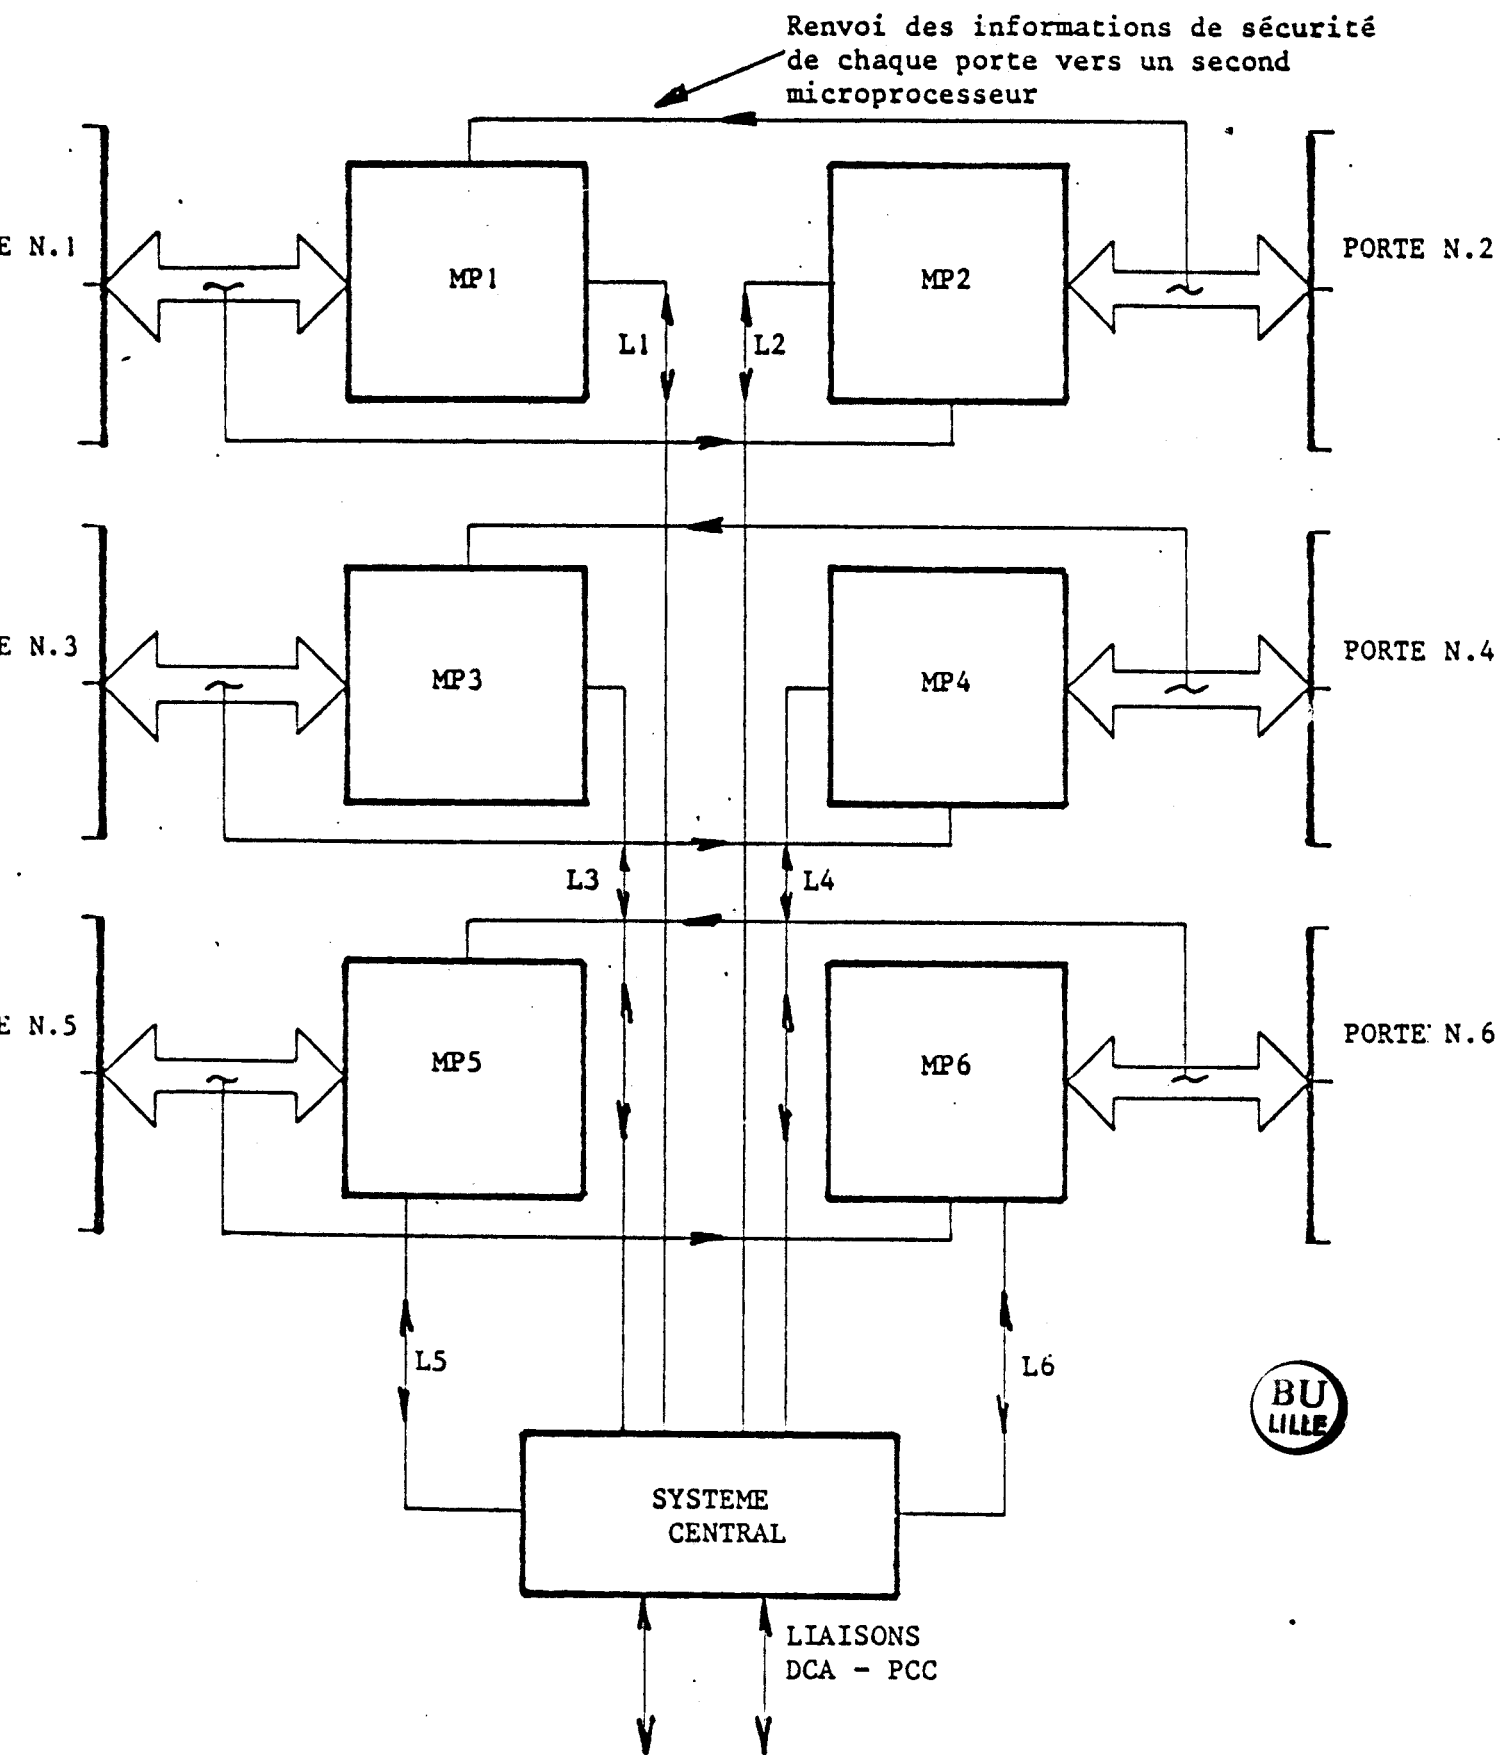 Renvoi des informations de sécurité
de chaque porte vers un second
microprocesseur
E N.1
MP1
MP2
PORTE N.2
L1
L2
E N.3
MP3
MP4
PORTE N.4
L3
L4
E N.5
MP5
MP6
PORTE N.6
L5
L6
BU
LILLE
SYSTEME
CENTRAL
LIAISONS
DCA - PCC